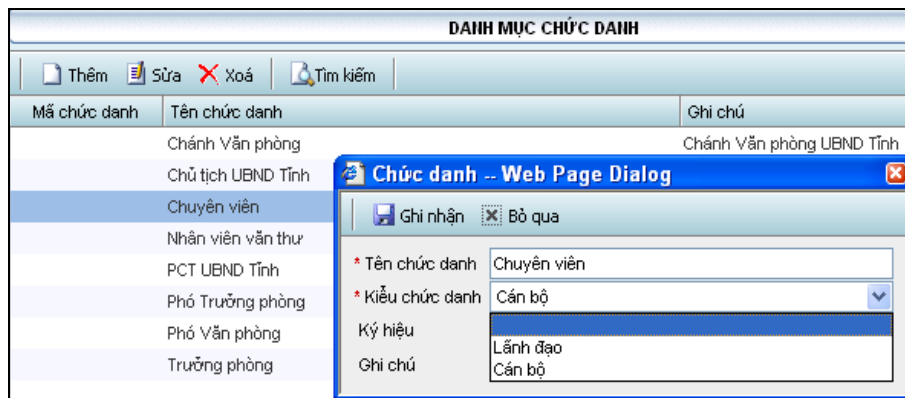 DANH MỤC CHỨC DANH
Thêm Sửa Xoá Tìm kiếm
Mã chức danh Tên chức danh Ghi chú
Chánh Văn phòng Chánh Văn phòng UBND Tỉnh
Chủ tịch UBND Tỉnh
Chuyên viên
Nhân viên văn thư
PCT UBND Tỉnh
Phó Trưởng phòng
Phó Văn phòng
Trưởng phòng
Chức danh -- Web Page Dialog
Ghi nhận Bỏ qua
* Tên chức danh Chuyên viên
* Kiểu chức danh Cán bộ
Ký hiệu
Lãnh đạo
Ghi chú
Cán bộ